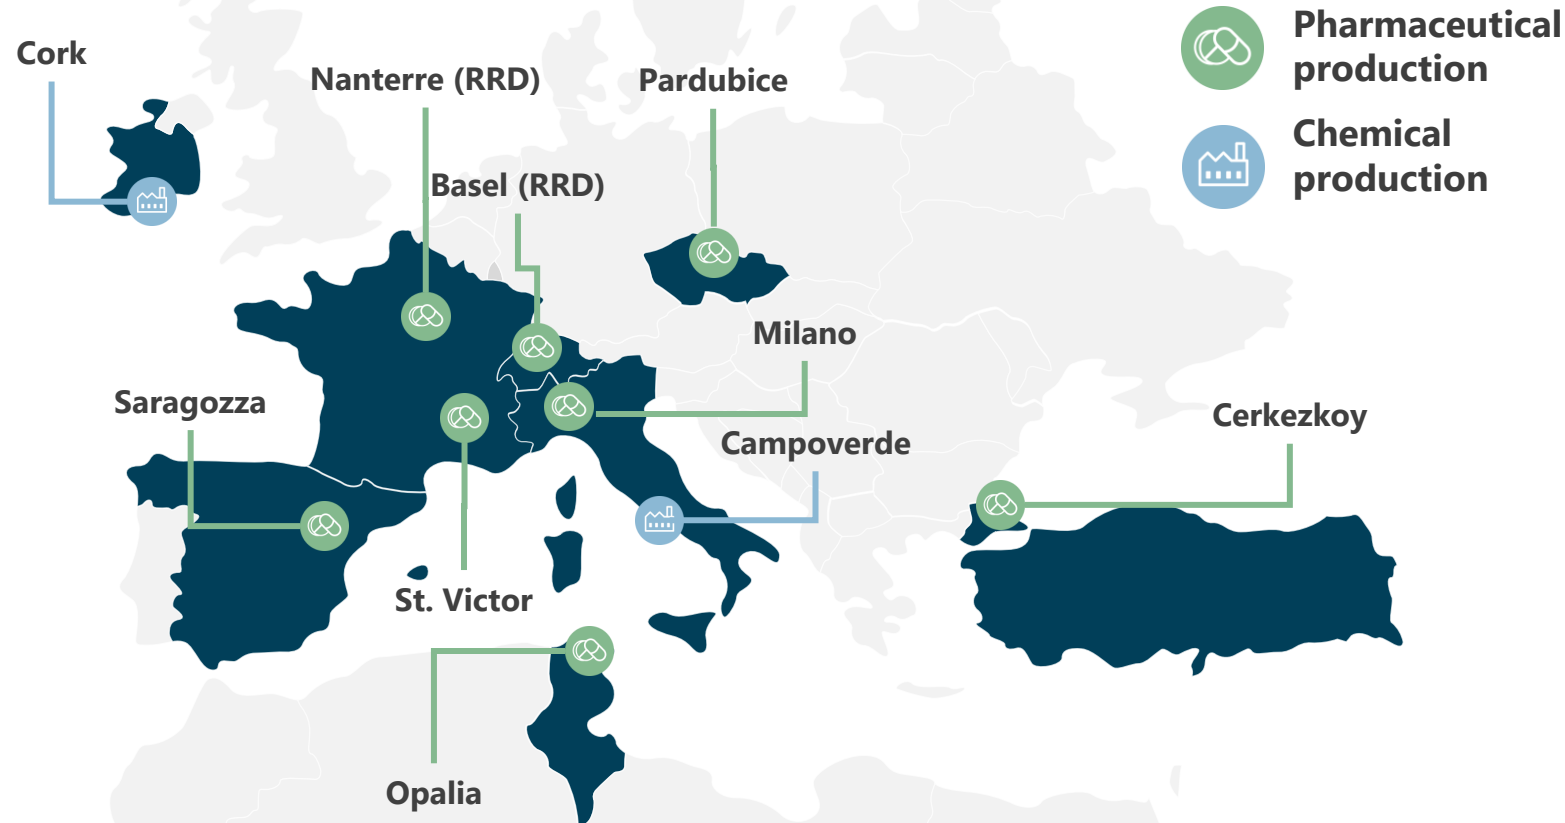 Pharmaceutical
production
Chemical
production
Cork
Nanterre (RRD)
Pardubice
Basel (RRD)
Milano
Saragozza
Campoverde
Cerkezkoy
St. Victor
Opalia